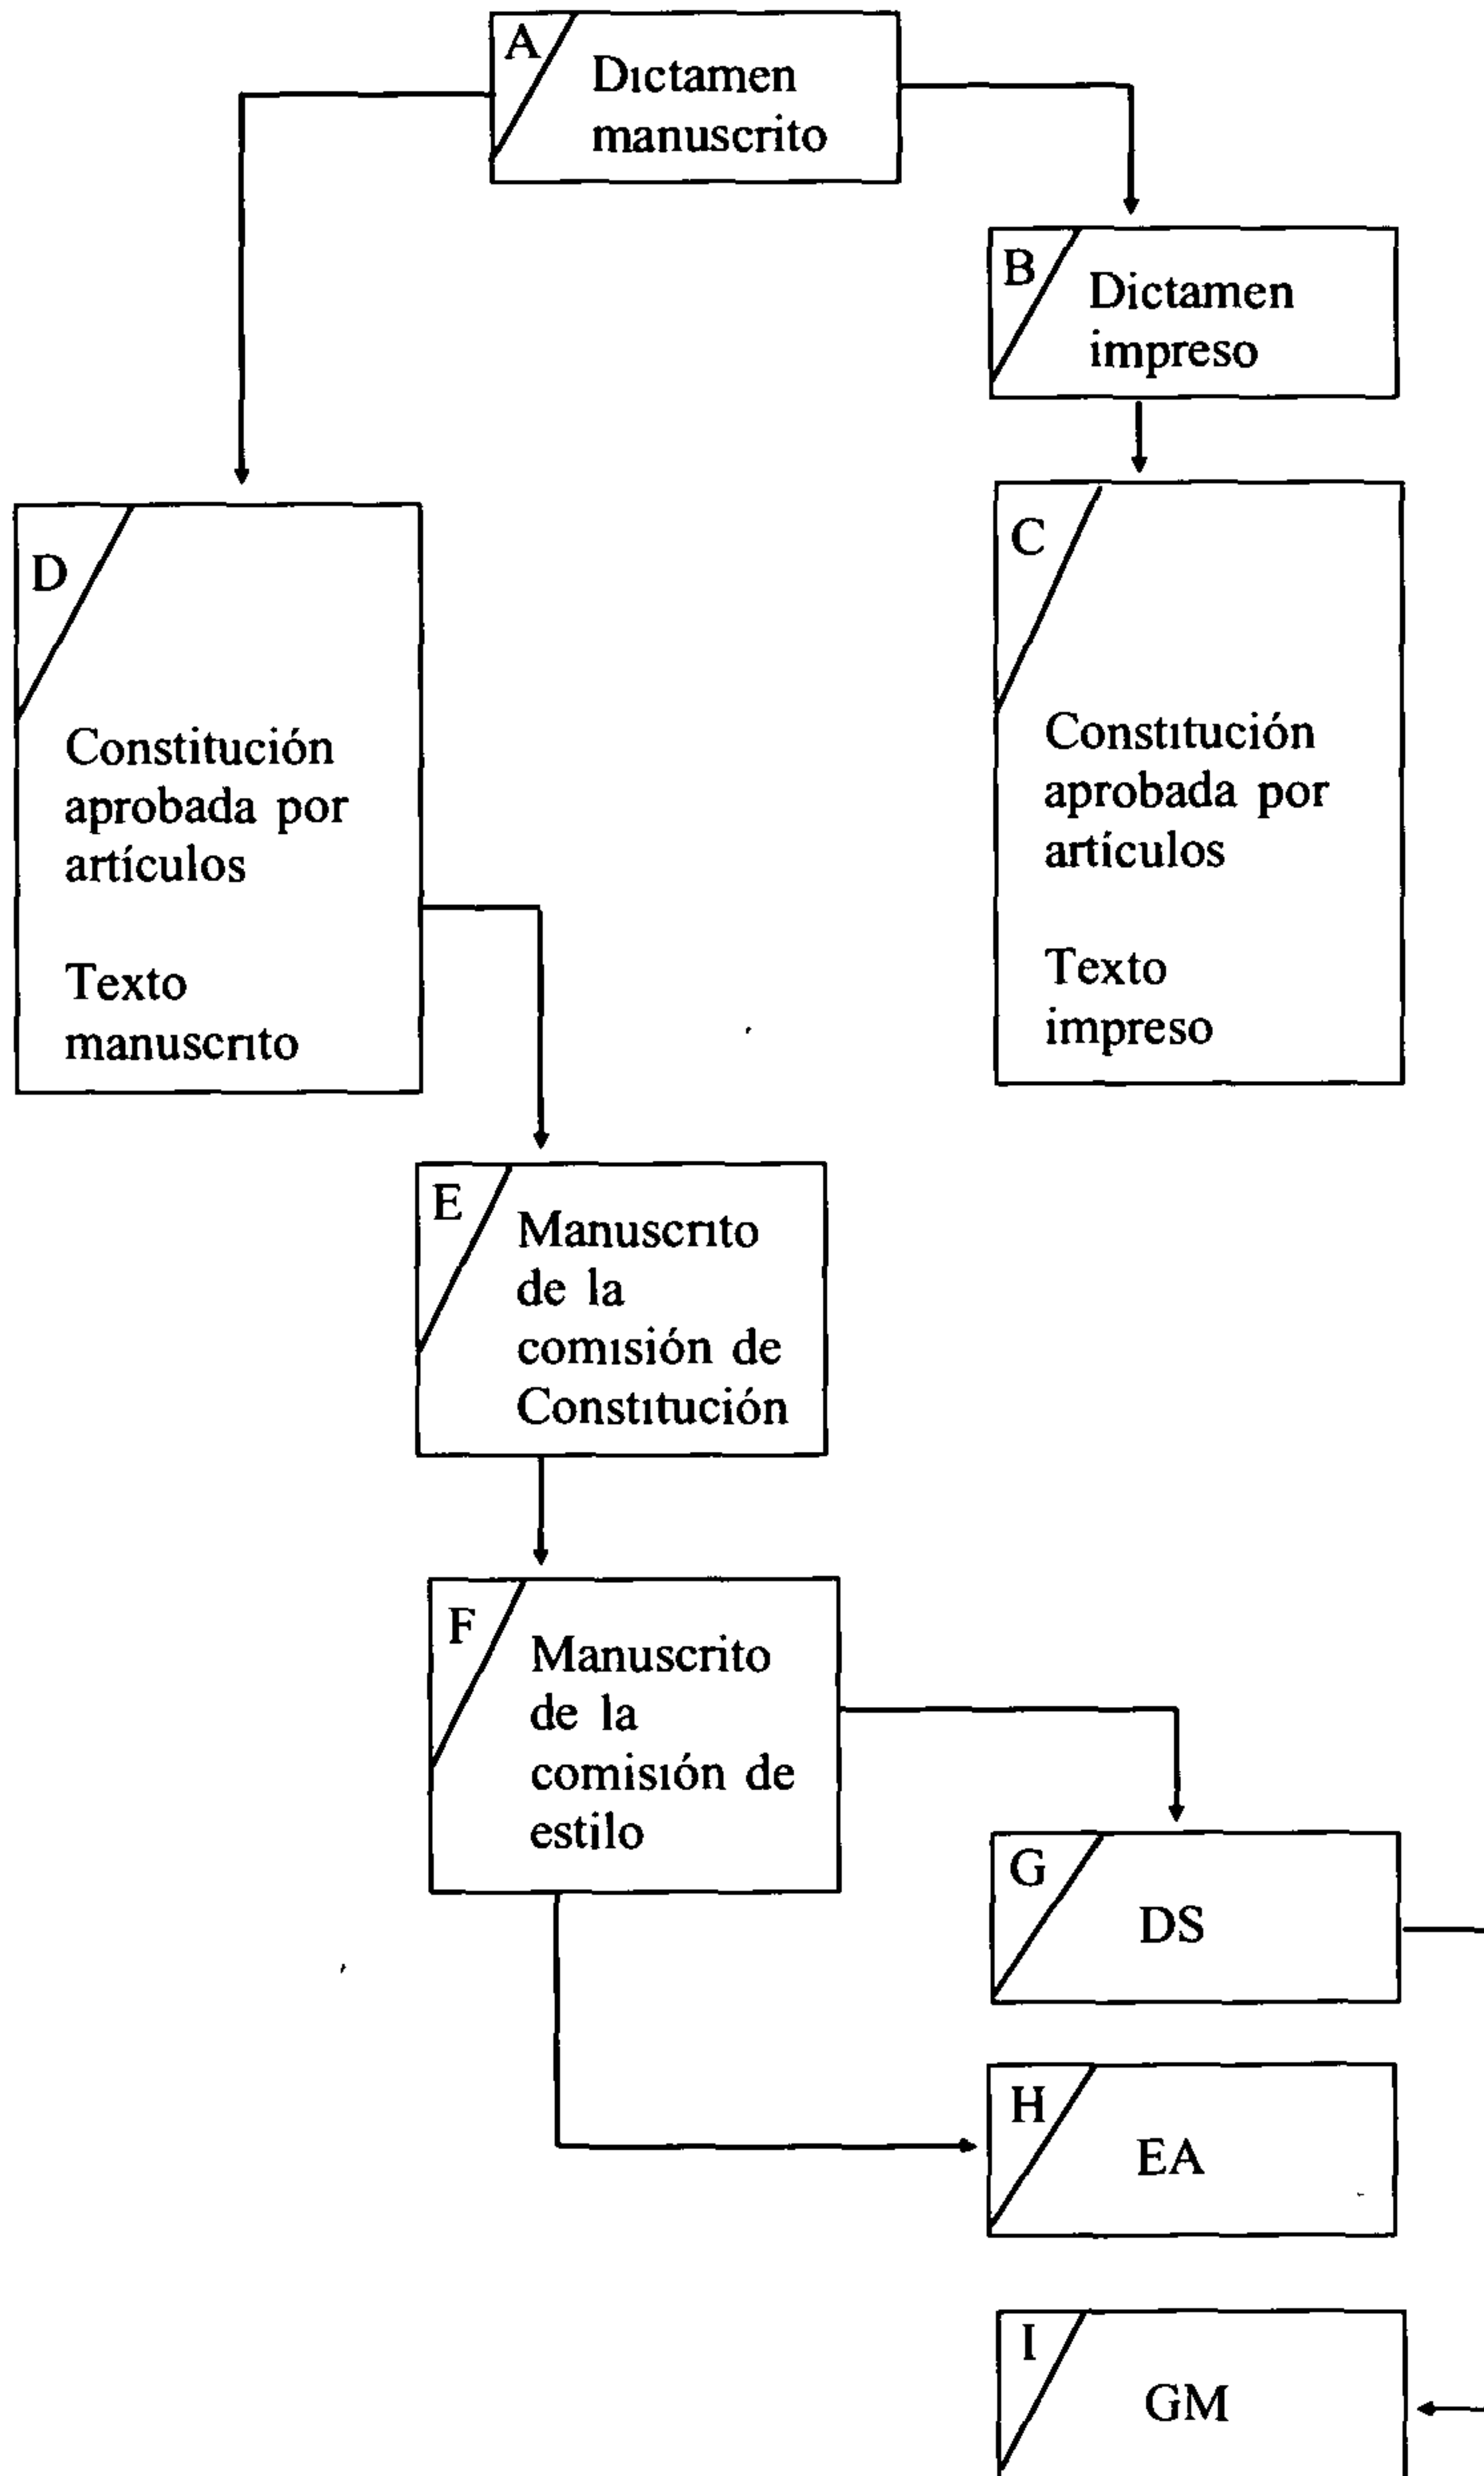 A
Dictamen
manuscrito
B
Dictamen
impreso
D
Constitución
aprobada por
artículos
Texto
manuscrito
C
Constitución
aprobada por
artículos
Texto
impreso
E
Manuscrito
de la
comisión de
Constitución
F
Manuscrito
de la
comisión de
estilo
G
DS
H
EA
I
GM